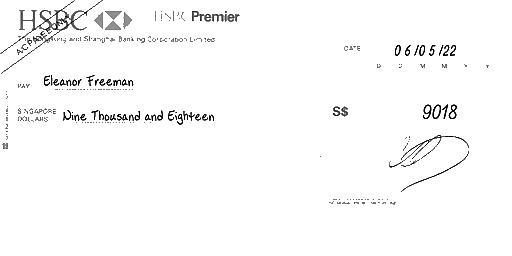 HSBC HSBC Premier
The Hongkong and Shanghai Banking Corporation Limited
A/C PAYEE ONLY
DATE 06/05/22
D D M M Y Y
PAY Eleanor Freeman
SINGAPORE DOLLARS Nine Thousand and Eighteen
S$ 9018